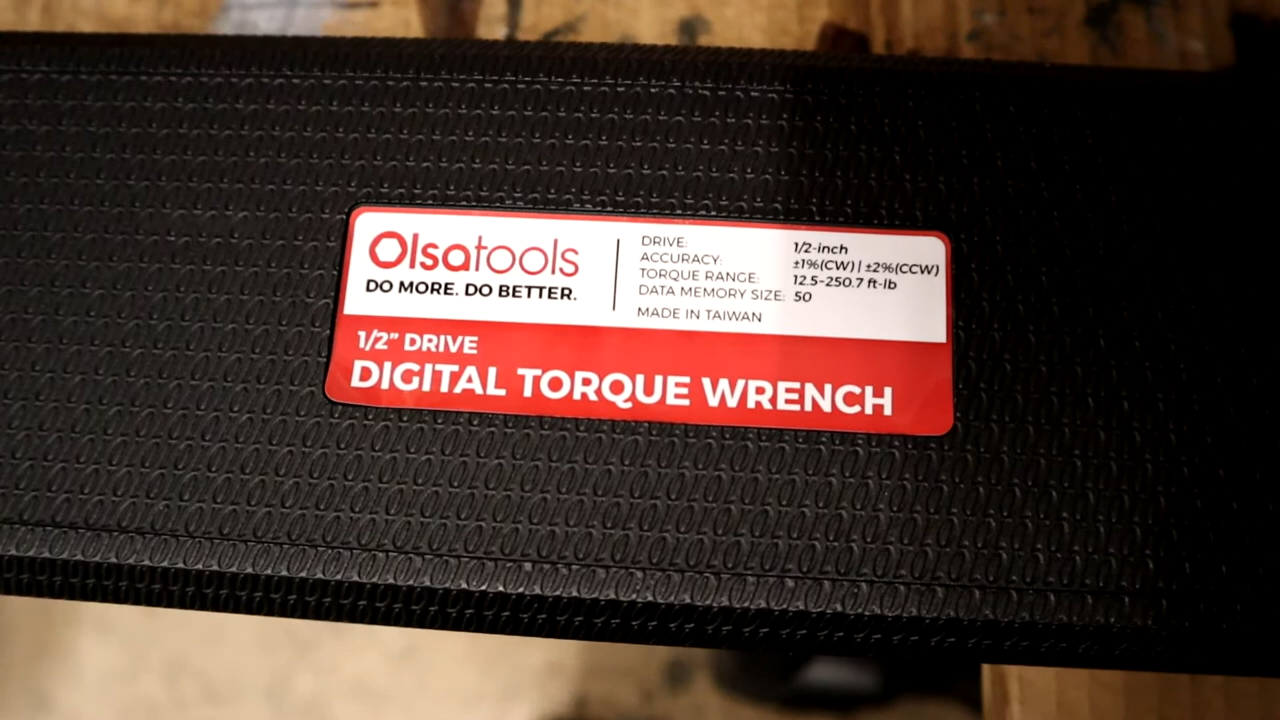 Olsatools
DO MORE. DO BETTER.
DRIVE: 1/2-inch
ACCURACY: ±1%(CW) | ±2%(CCW)
TORQUE RANGE: 12.5-250.7 ft-lb
DATA MEMORY SIZE: 50
MADE IN TAIWAN
1/2" DRIVE
DIGITAL TORQUE WRENCH